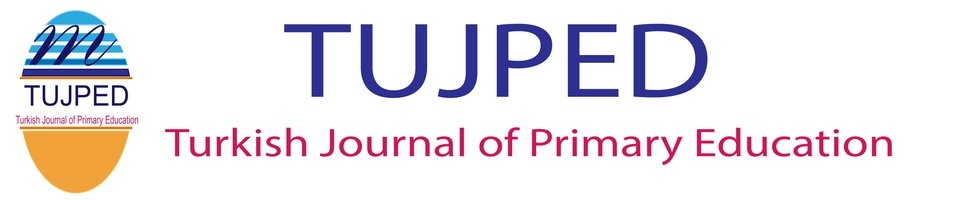 m
TUJPED
Turkish Journal of Primary Education
TUJPED
Turkish Journal of Primary Education